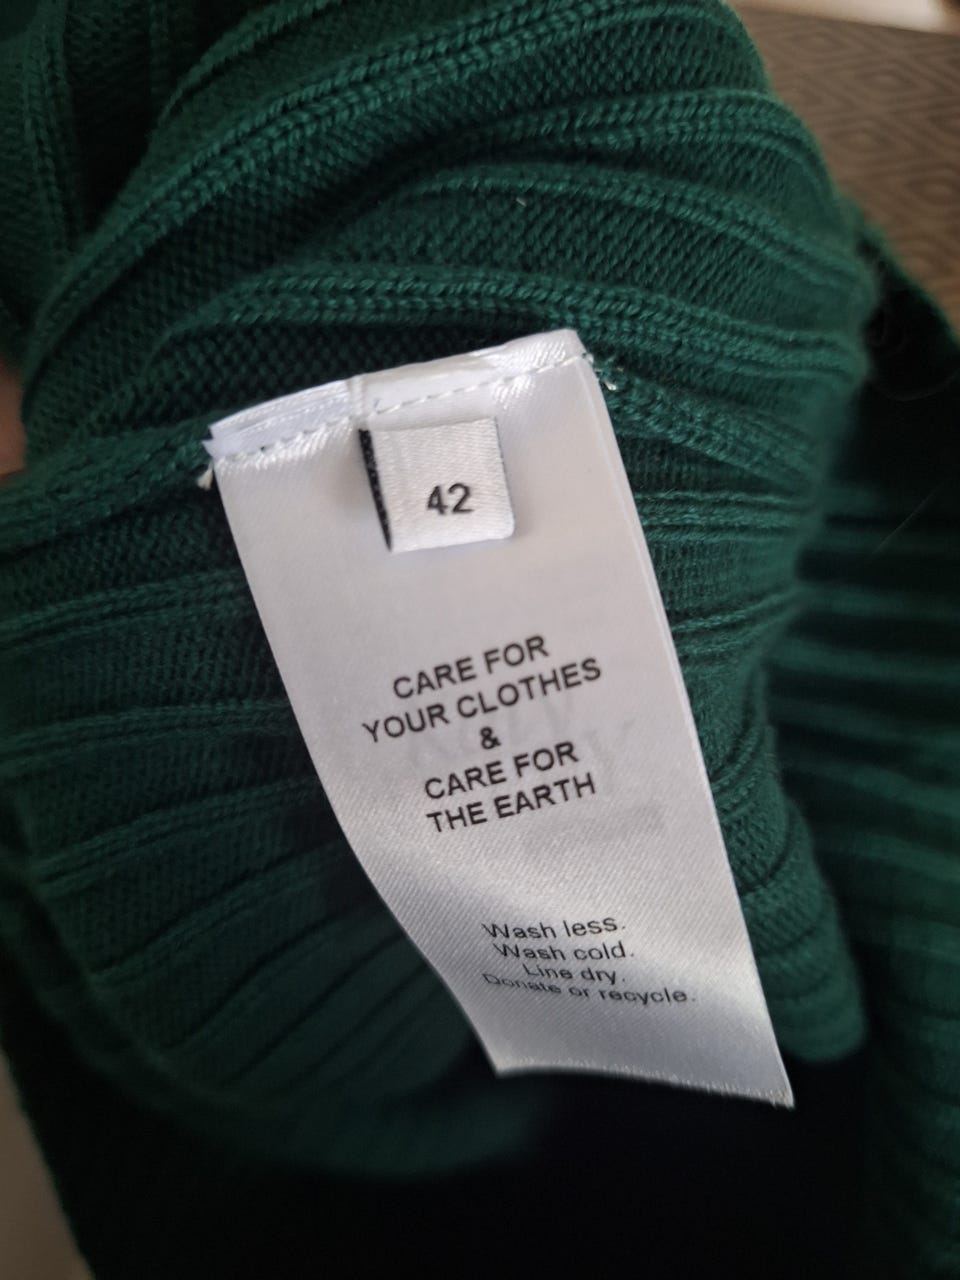 42
CARE FOR
YOUR CLOTHES
&
CARE FOR
THE EARTH
Wash less.
Wash cold.
Line dry.
Donate or recycle.